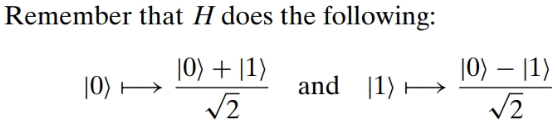 Remember that H does the following:
|0⟩ ⟼ (|0⟩ + |1⟩)/√2 and |1⟩ ⟼ (|0⟩ − |1⟩)/√2